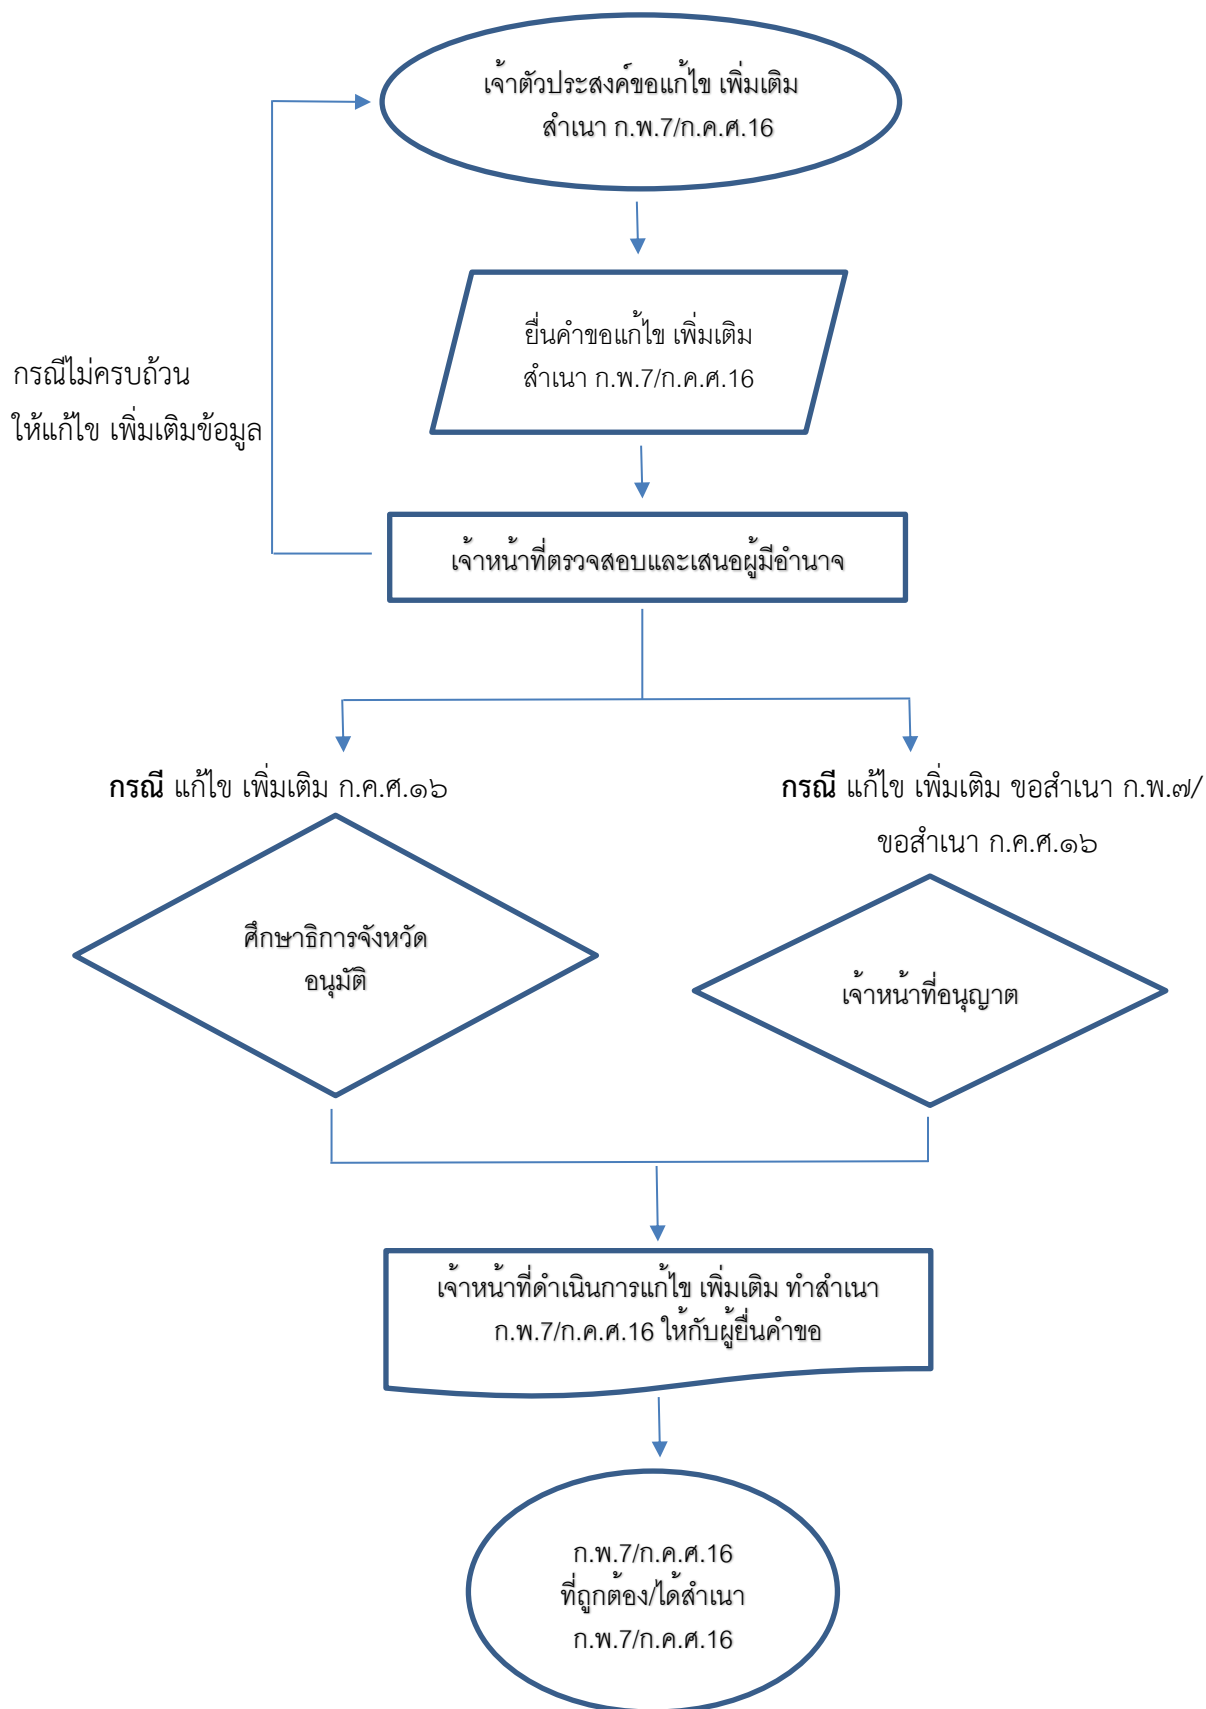 เจ้าตัวประสงค์ขอแก้ไข เพิ่มเติม
สำเนา ก.พ.7/ก.ค.ศ.16
ยื่นคำขอแก้ไข เพิ่มเติม
สำเนา ก.พ.7/ก.ค.ศ.16
กรณีไม่ครบถ้วน
ให้แก้ไข เพิ่มเติมข้อมูล
เจ้าหน้าที่ตรวจสอบและเสนอผู้มีอำนาจ
กรณี แก้ไข เพิ่มเติม ก.ค.ศ.๑๖
กรณี แก้ไข เพิ่มเติม ขอสำเนา ก.พ.๗/
ขอสำเนา ก.ค.ศ.๑๖
ศึกษาธิการจังหวัด
อนุมัติ
เจ้าหน้าที่อนุญาต
เจ้าหน้าที่ดำเนินการแก้ไข เพิ่มเติม ทำสำเนา
ก.พ.7/ก.ค.ศ.16 ให้กับผู้ยื่นคำขอ
ก.พ.7/ก.ค.ศ.16
ที่ถูกต้อง/ได้สำเนา
ก.พ.7/ก.ค.ศ.16